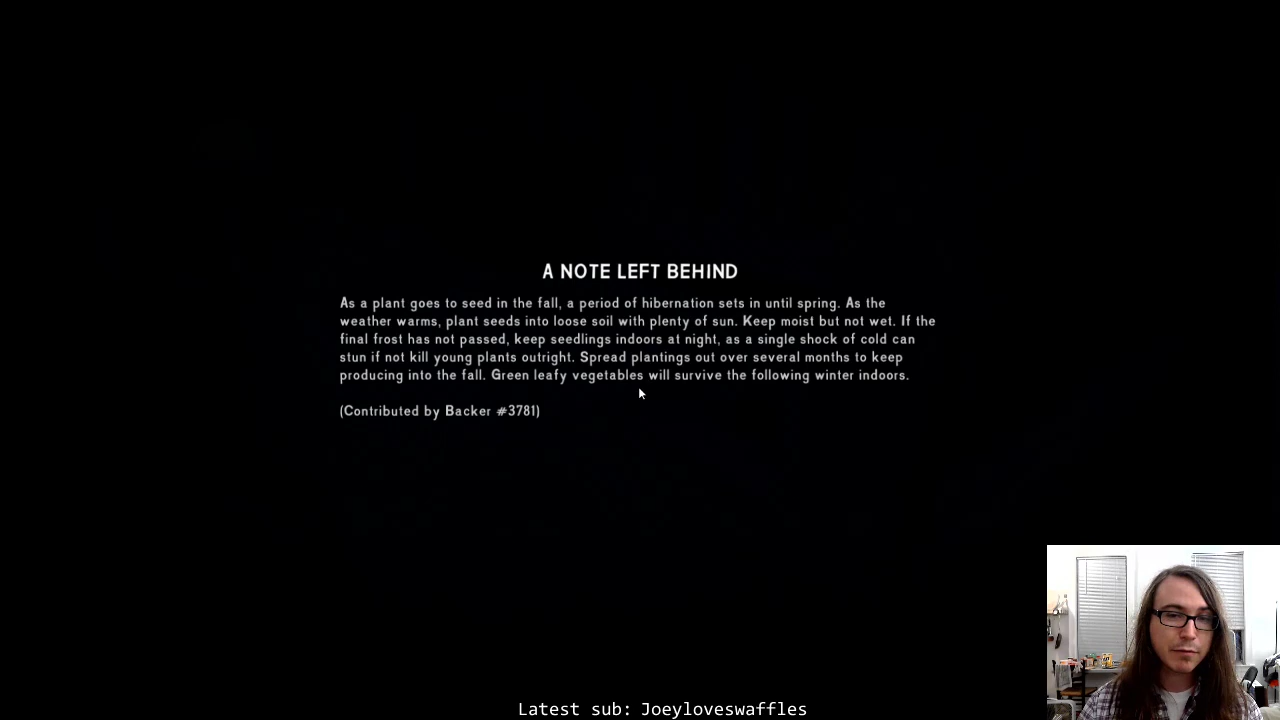 A NOTE LEFT BEHIND
As a plant goes to seed in the fall, a period of hibernation sets in until spring. As the
weather warms, plant seeds into loose soil with plenty of sun. Keep moist but not wet. If the
final frost has not passed, keep seedlings indoors at night, as a single shock of cold can
stun if not kill young plants outright. Spread plantings out over several months to keep
producing into the fall. Green leafy vegetables will survive the following winter indoors.
(Contributed by Backer #3781)
Latest sub: Joeyloveswaffles